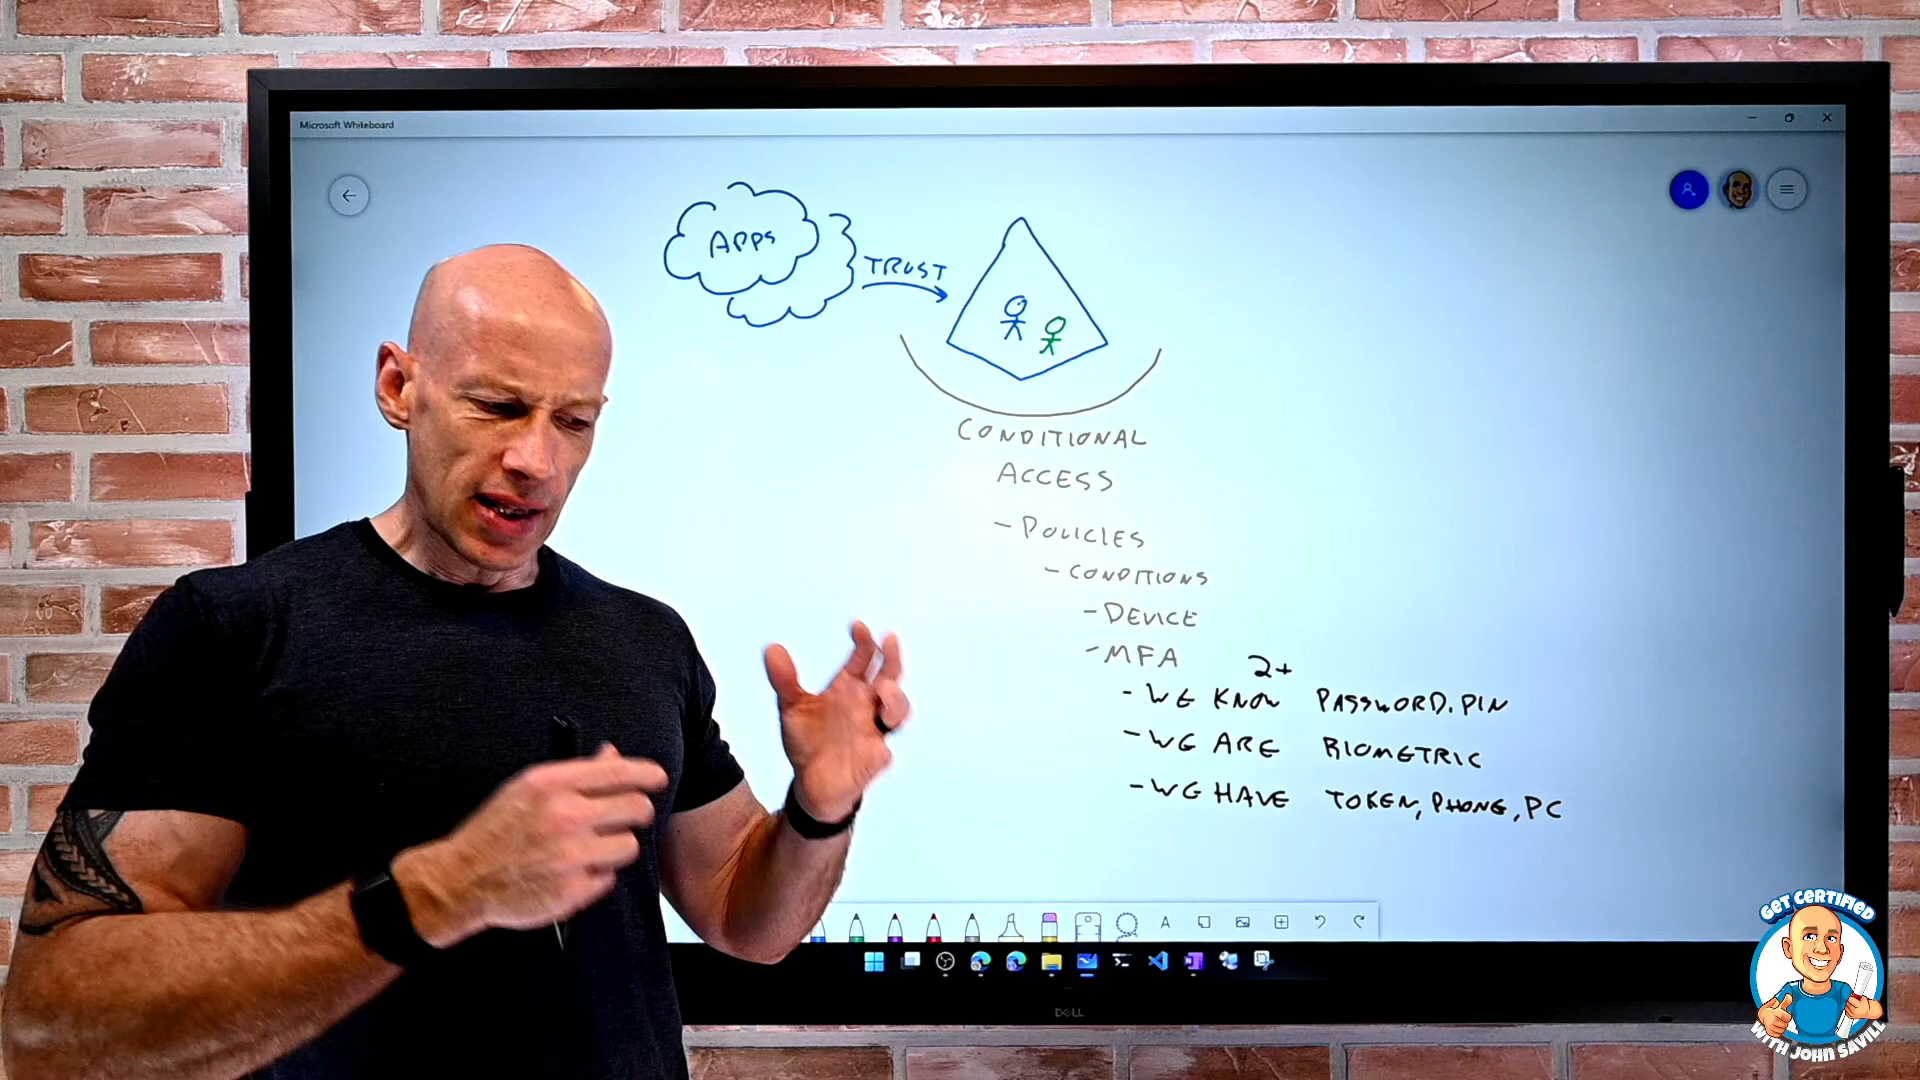 Microsoft Whiteboard
APPS
TRUST
CONDITIONAL
ACCESS
- POLICIES
- CONDITIONS
- DEVICE
- MFA 2+
- WE KNOW PASSWORD, PIN
- WE ARE BIOMETRIC
- WE HAVE TOKEN, PHONE, PC
A
DELL
GET CERTIFIED
WITH JOHN SAVILL